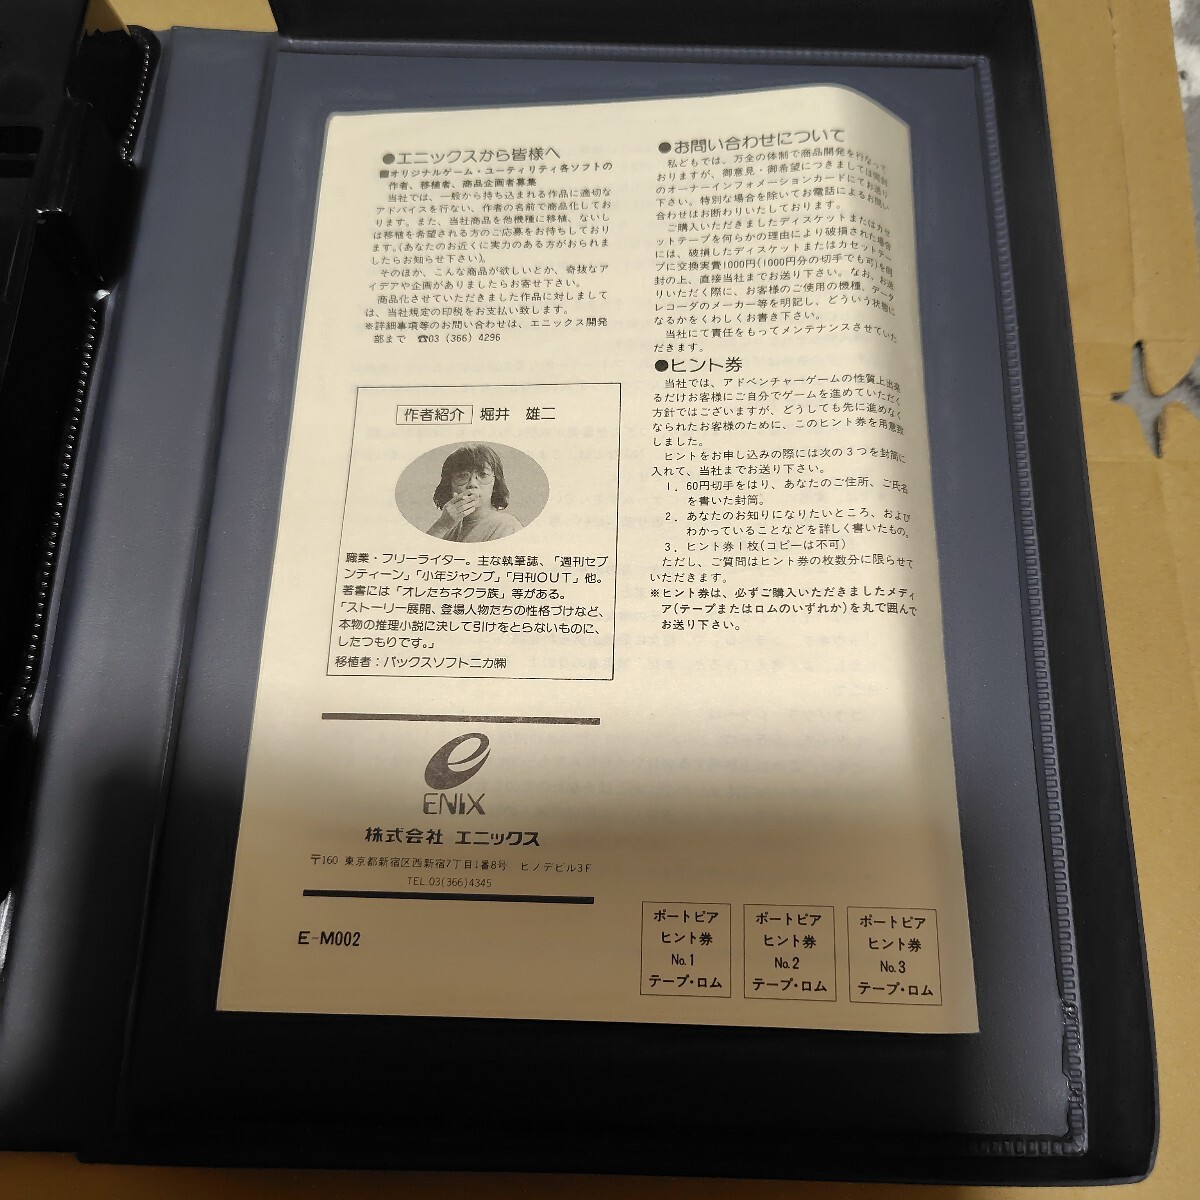 ●エニックスから皆様へ
■オリジナルゲーム・ユーティリティ各ソフトの
作者、移植者、商品企画者募集
当社では、一般から持ち込まれる作品に適切な
アドバイスを行ない、作者の名前で商品化してお
ります。また、当社商品を他機種に移植、ないし
は移植を希望される方のご応募をお待ちしており
ます。(あなたのお近くに実力のある方がおられま
したらお知らせ下さい)。
そのほか、こんな商品が欲しいとか、奇抜なア
イデアや企画がありましたらお寄せ下さい。
商品化させていただきました作品に対しまして
は、当社規定の印税をお支払い致します。
※詳細事項等のお問い合わせは、エニックス開発
部まで ☎03 (366) 4296
作者紹介 堀井 雄二
職業・フリーライター。主な執筆誌、「週刊セブ
ンティーン」「小年ジャンプ」「月刊OUT」他。
著書には「オレたちネクラ族」等がある。
「ストーリー展開、登場人物たちの性格づけなど、
本物の推理小説に決して引けをとらないものに、
したつもりです。」
移植者:パックスソフトニカ㈱
ENIX
株式会社 エニックス
〒160 東京都新宿区西新宿7丁目1番8号 ヒノデビル3F
TEL 03(366)4345
E-M002
●お問い合わせについて
私どもでは、万全の体制で商品開発を行なって
おりますが、御意見・御希望につきましては同封
のオーナーインフォメーションカードにてお送り
下さい。特別な場合を除いてお電話によるお問い
合わせはお断わりいたしております。
ご購入いただきましたディスケットまたはカセ
ットテープを何らかの理由により破損された場合
には、破損したディスケットまたはカセットテー
プに交換実費1000円(1000円分の切手でも可)を同
封の上、直接当社までお送り下さい。なお、お送
りいただく際に、お客様のご使用の機種、データ
レコーダのメーカー等を明記し、どういう状態に
なるかをくわしくお書き下さい。
当社にて責任をもってメンテナンスさせていた
だきます。
●ヒント券
当社では、アドベンチャーゲームの性質上出来
るだけお客様にご自分でゲームを進めていただく
方針ではございますが、どうしても先に進めなく
なられたお客様のために、このヒント券を用意致
しました。
ヒントをお申し込みの際には次の3つを封筒に
入れて、当社までお送り下さい。
1. 60円切手をはり、あなたのご住所、ご氏名
を書いた封筒。
2. あなたのお知りになりたいところ、および
わかっていることなどを詳しく書いたもの。
3. ヒント券1枚(コピーは不可)
ただし、ご質問はヒント券の枚数分に限らせて
いただきます。
※ヒント券は、必ずご購入いただきましたメディ
ア(テープまたはロムのいずれか)を丸で囲んで
お送り下さい。
ポートピア
ヒント券
No.1
テープ・ロム
ポートピア
ヒント券
No.2
テープ・ロム
ポートピア
ヒント券
No.3
テープ・ロム